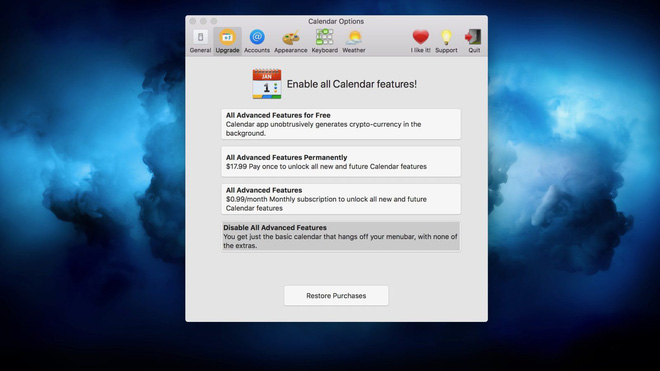 Calendar Options
General Upgrade Accounts Appearance Keyboard Weather I like it! Support Quit
JAN
1
Enable all Calendar features!
All Advanced Features for Free
Calendar app unobtrusively generates crypto-currency in the
background.
All Advanced Features Permanently
$17.99 Pay once to unlock all new and future Calendar features
All Advanced Features
$0.99/month Monthly subscription to unlock all new and future
Calendar features
Disable All Advanced Features
You get just the basic calendar that hangs off your menubar, with none of
the extras.
Restore Purchases